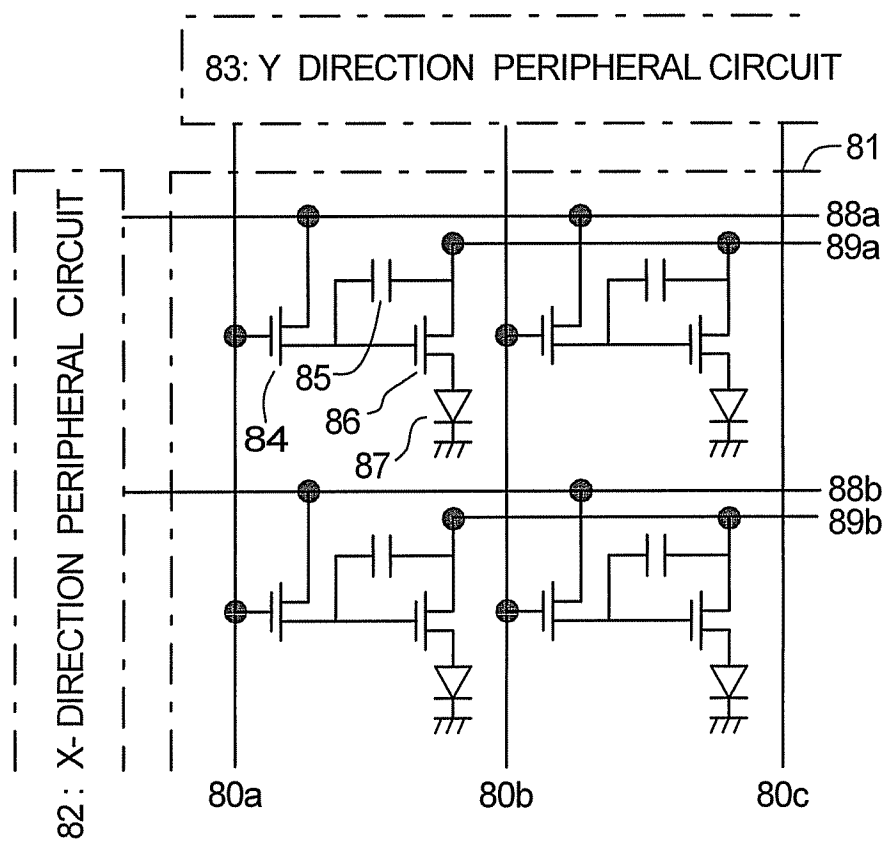 83: Y DIRECTION PERIPHERAL CIRCUIT
81
82 : X- DIRECTION PERIPHERAL CIRCUIT
88a
89a
84
85
86
87
88b
89b
80a
80b
80c